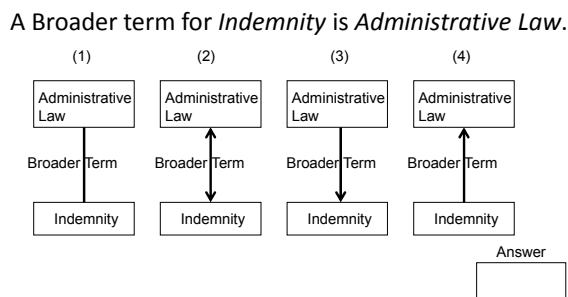 A Broader term for Indemnity is Administrative Law.
(1) (2) (3) (4)
Administrative Law
Administrative Law
Administrative Law
Administrative Law
Broader Term
Broader Term
Broader Term
Broader Term
Indemnity
Indemnity
Indemnity
Indemnity
Answer